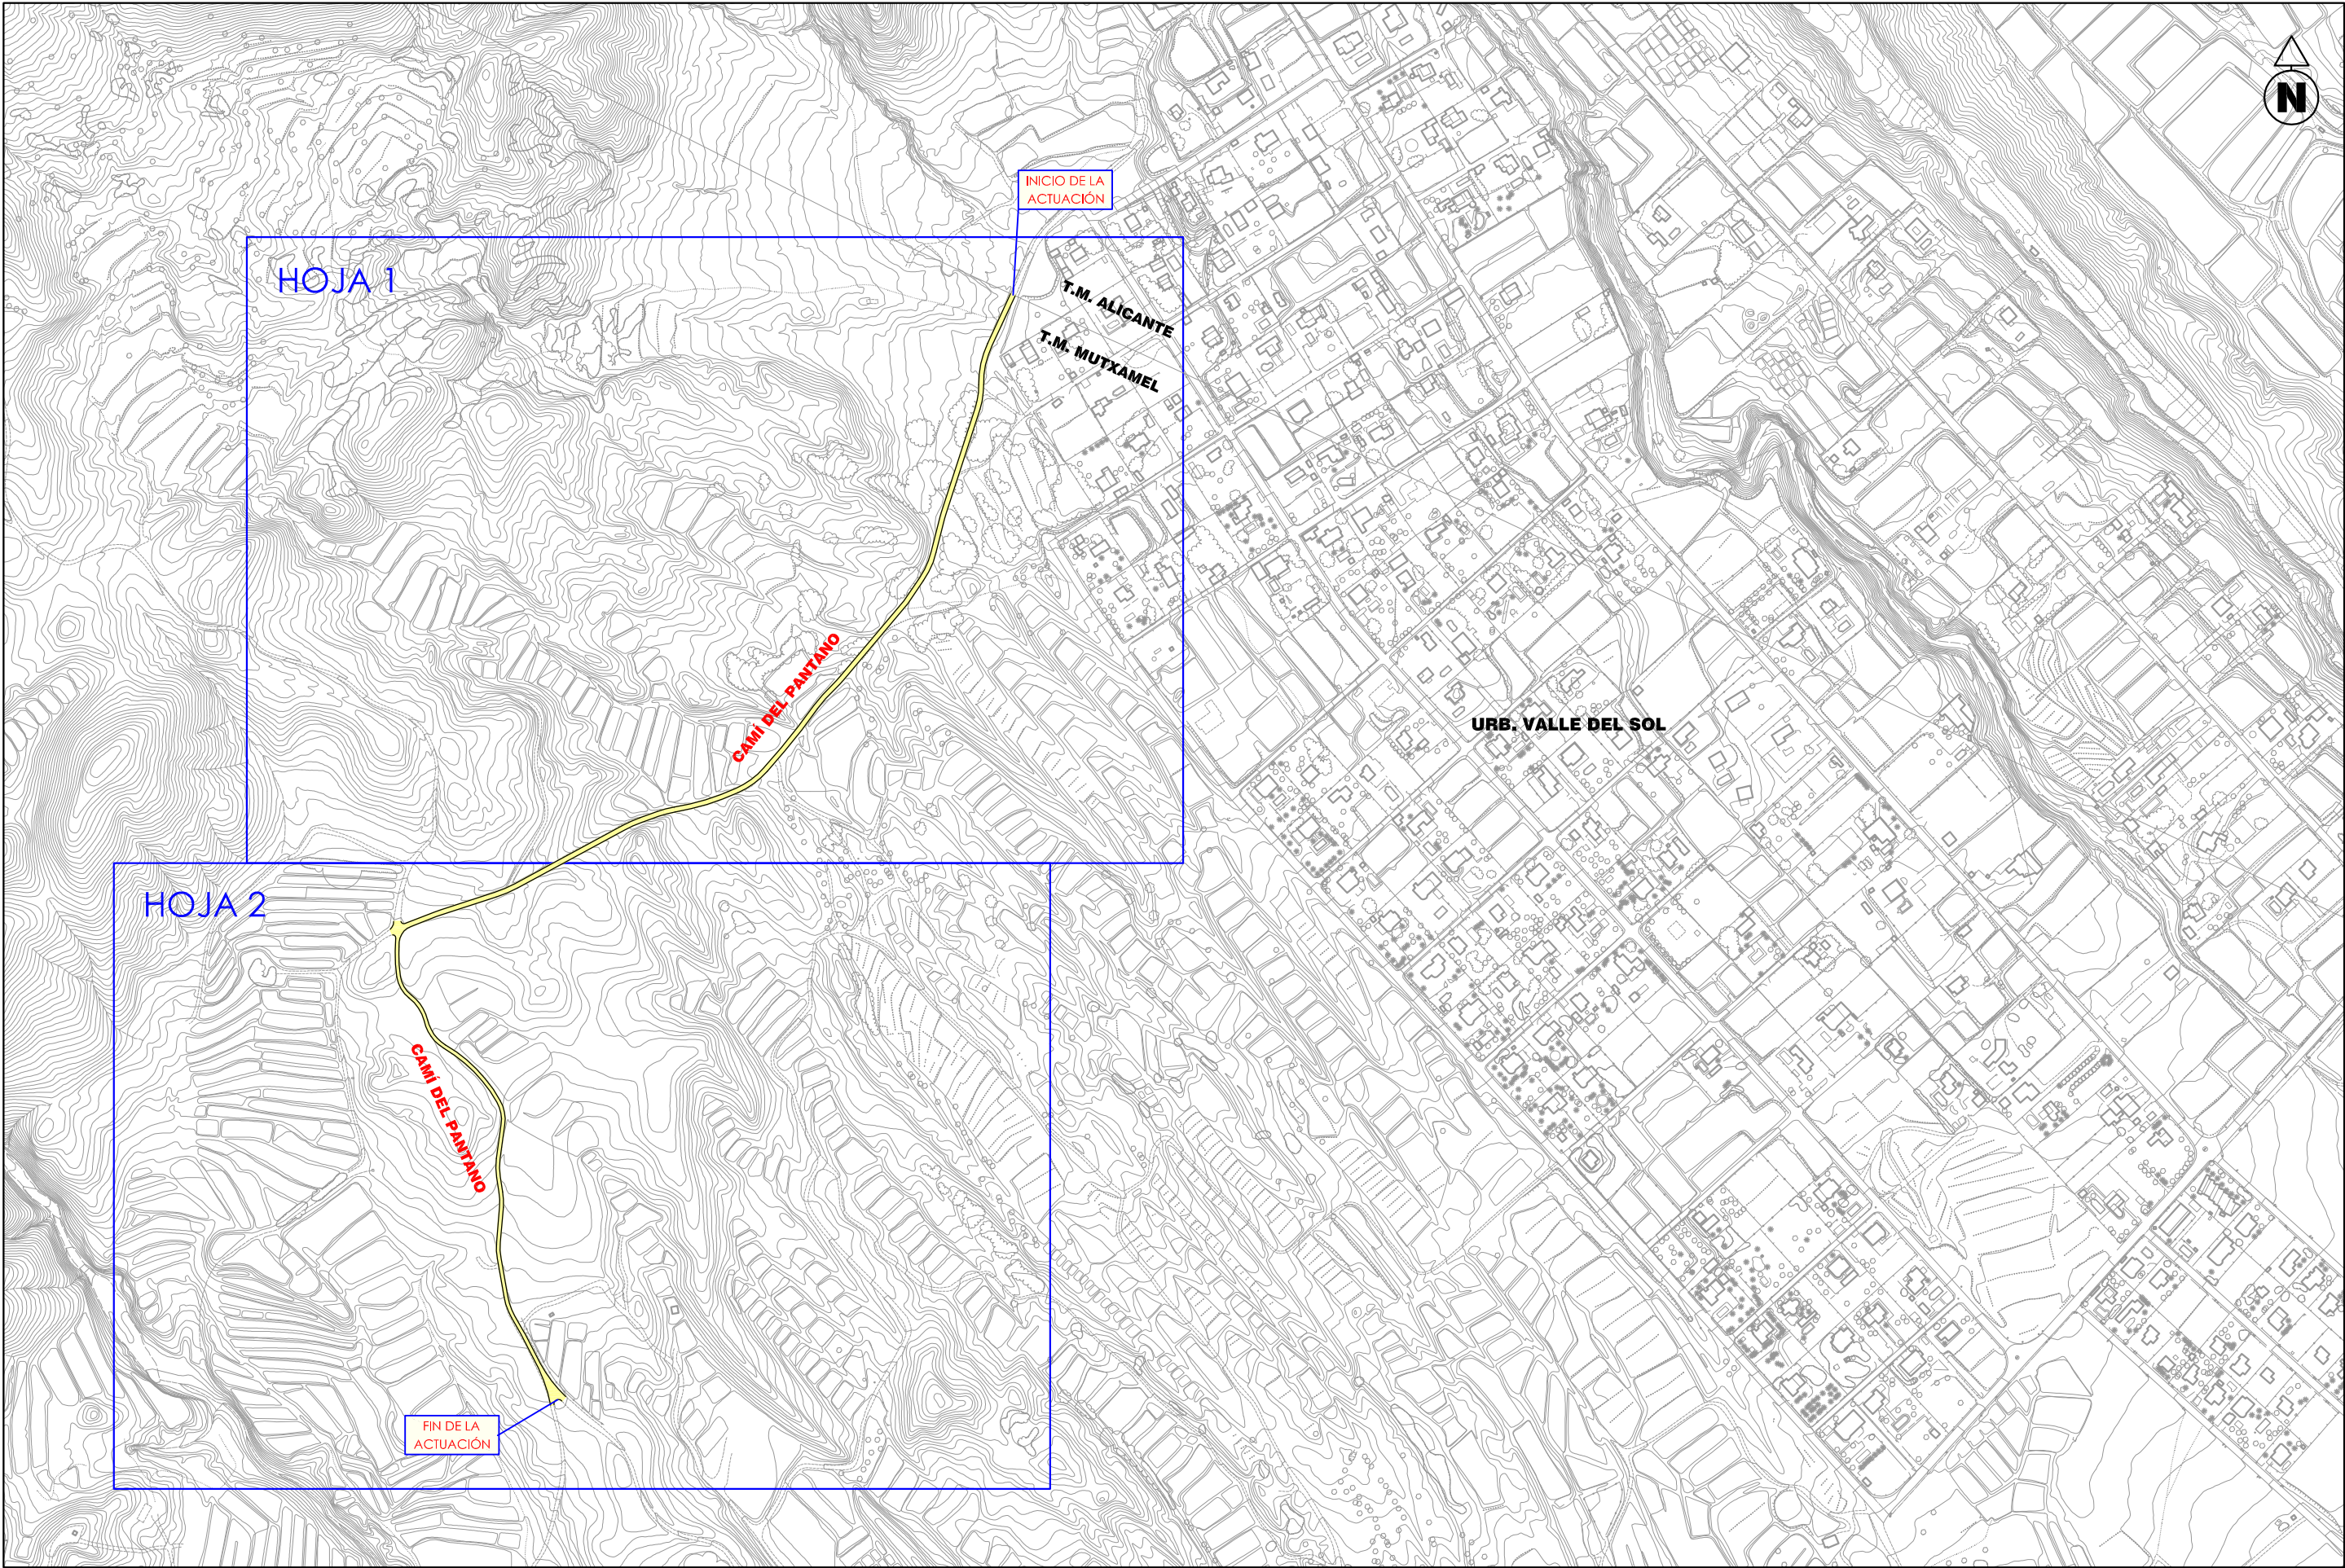 N
INICIO DE LA
ACTUACIÓN
HOJA 1
T.M. ALICANTE
T.M. MUTXAMEL
CAMÍ DEL PANTANO
URB. VALLE DEL SOL
HOJA 2
CAMÍ DEL PANTANO
FIN DE LA
ACTUACIÓN